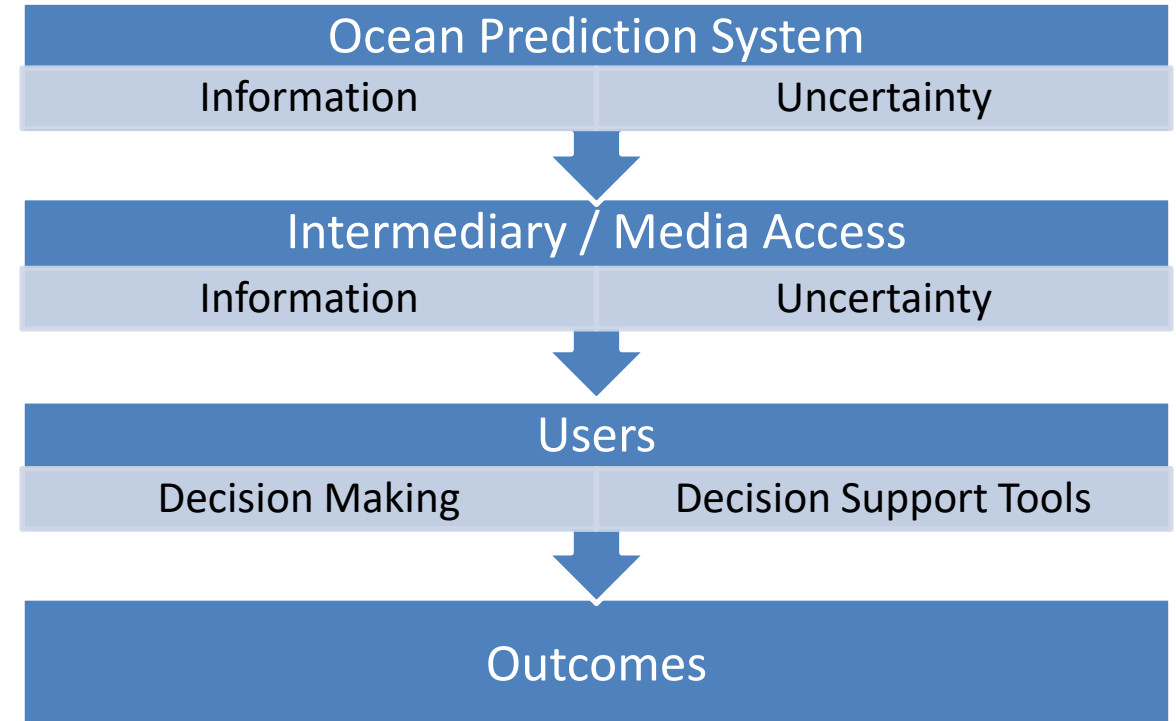 Ocean Prediction System
Information
Uncertainty
Intermediary / Media Access
Information
Uncertainty
Users
Decision Making
Decision Support Tools
Outcomes